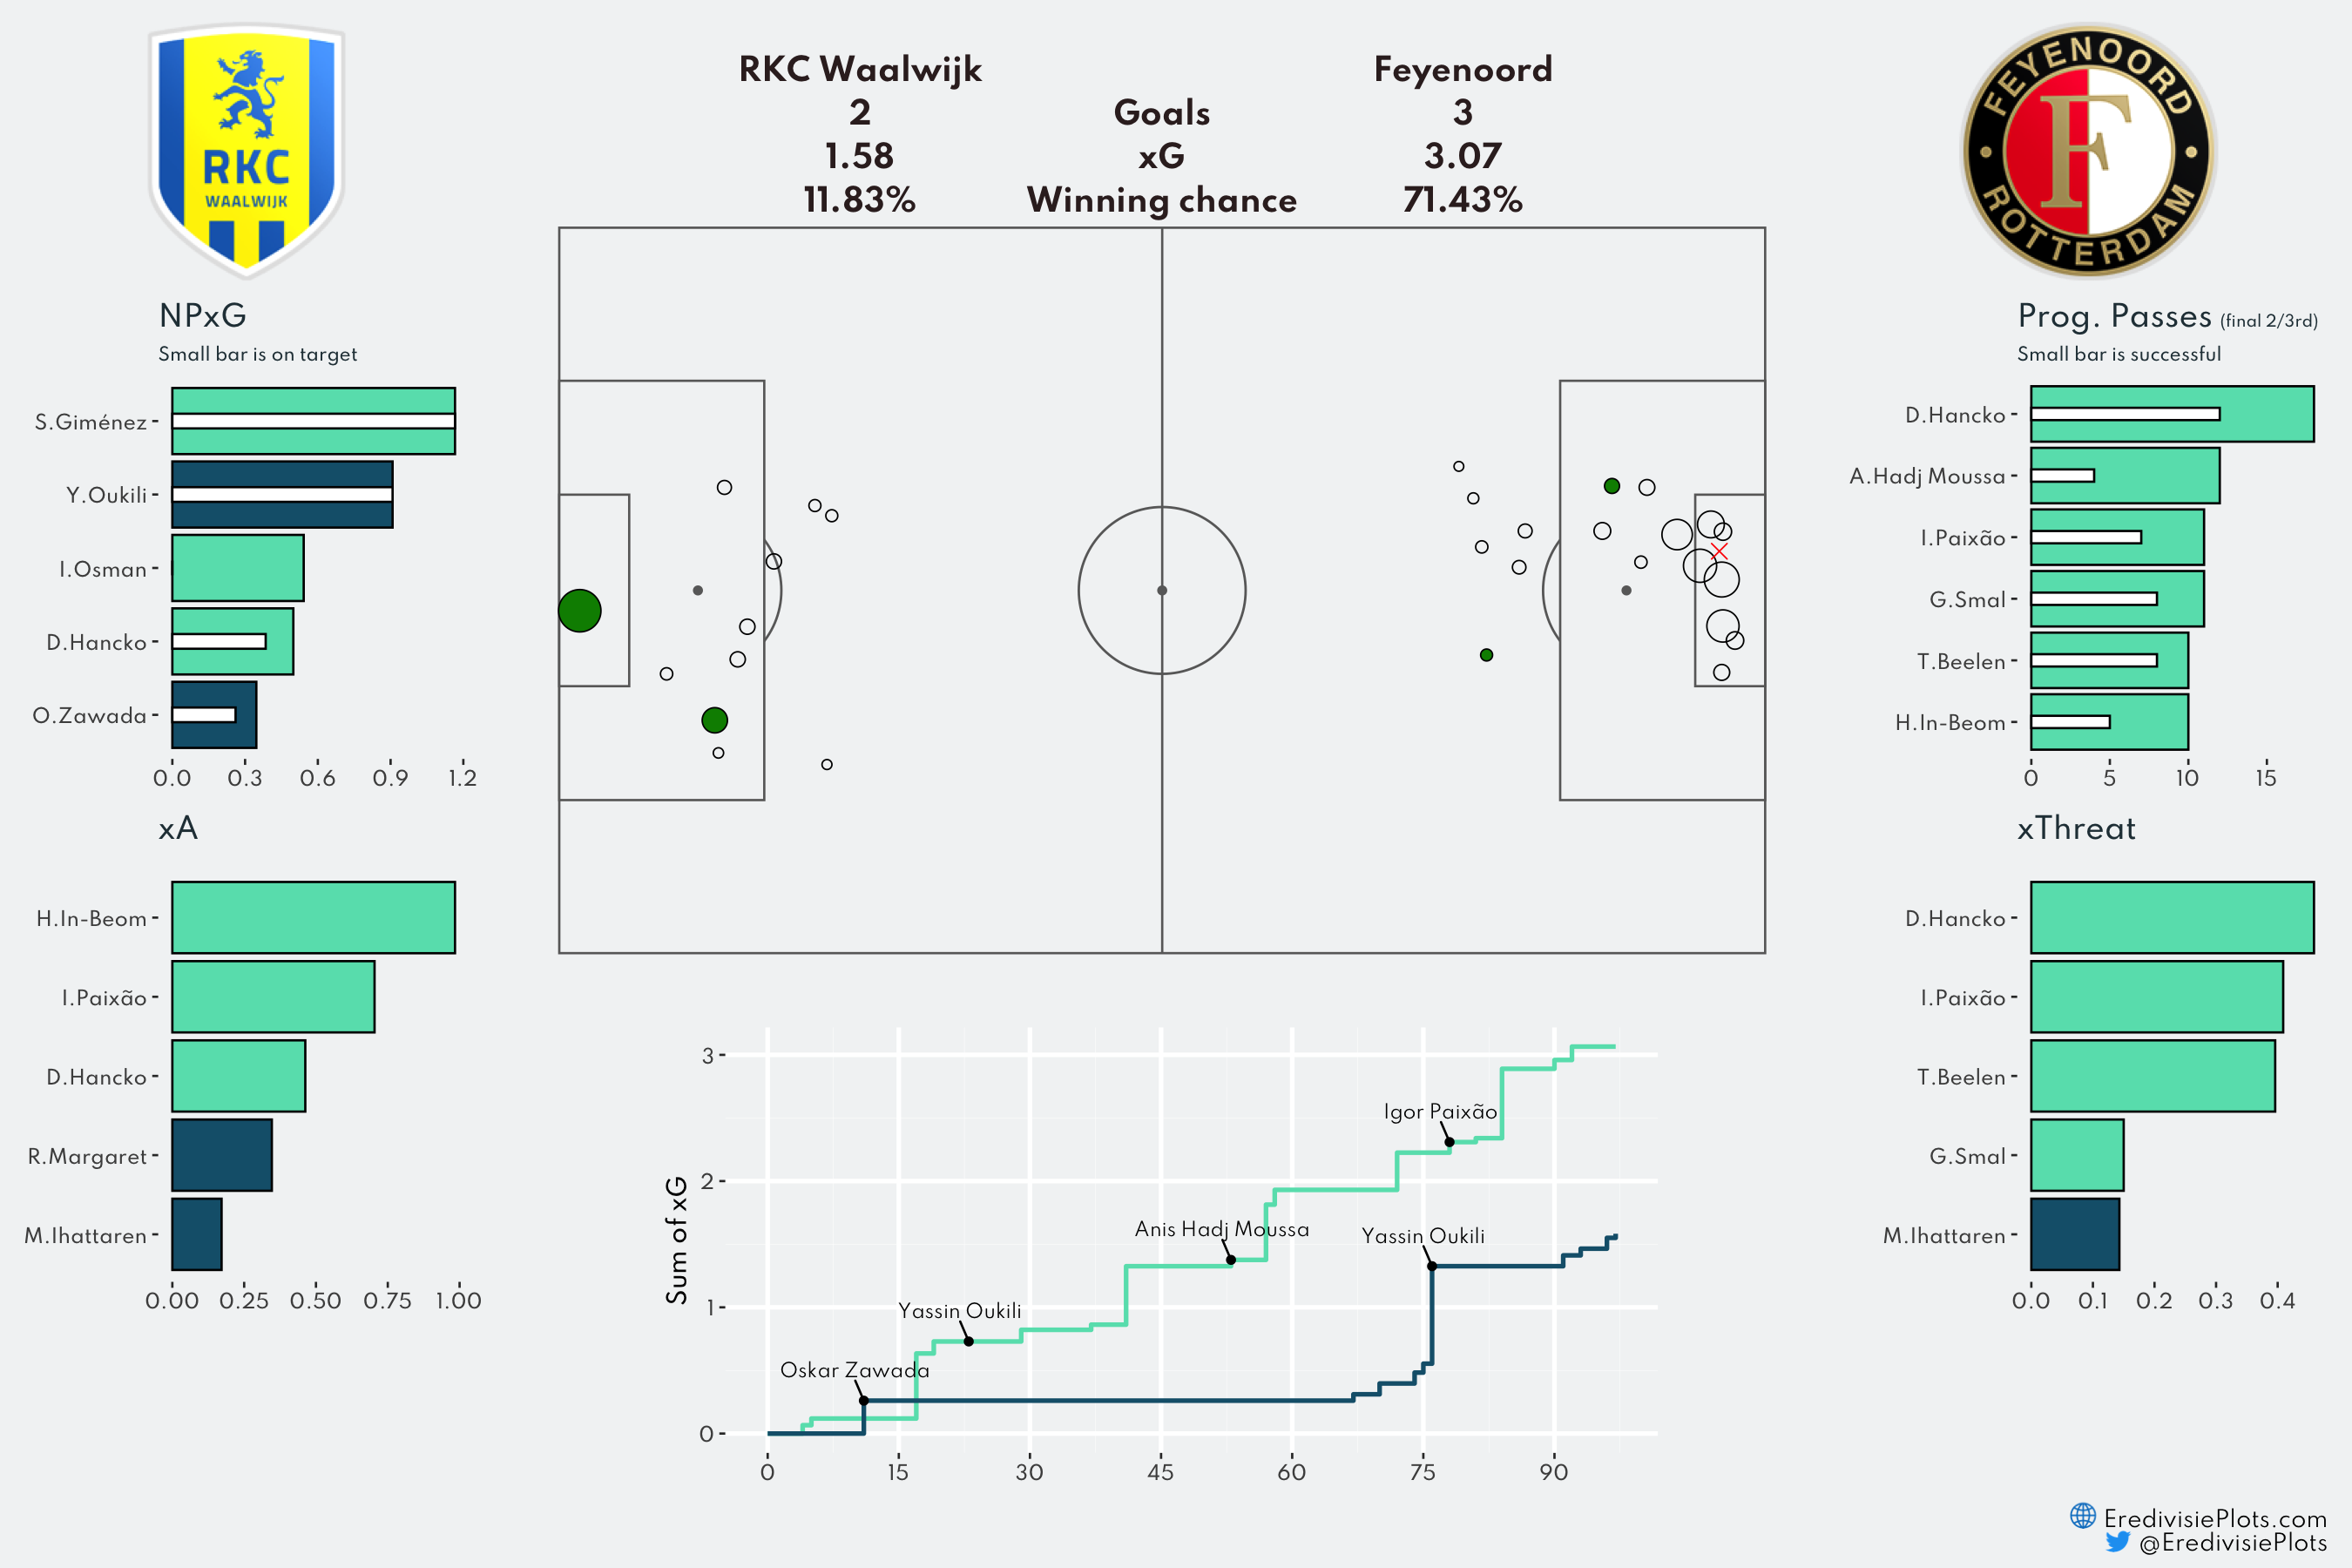 RKC
WAALWIJK
RKC Waalwijk Feyenoord
2 Goals 3
1.58 xG 3.07
11.83% Winning chance 71.43%
FEYENOORD
F
ROTTERDAM
NPxG
Small bar is on target
S.Giménez
Y.Oukili
I.Osman
D.Hancko
O.Zawada
0.0 0.3 0.6 0.9 1.2
xA
H.In-Beom
I.Paixão
D.Hancko
R.Margaret
M.Ihattaren
0.00 0.25 0.50 0.75 1.00
Sum of xG
3
2
1
0
Igor Paixão
Anis Hadj Moussa
Yassin Oukili
Yassin Oukili
Oskar Zawada
0 15 30 45 60 75 90
Prog. Passes (final 2/3rd)
Small bar is successful
D.Hancko
A.Hadj Moussa
I.Paixão
G.Smal
T.Beelen
H.In-Beom
0 5 10 15
xThreat
D.Hancko
I.Paixão
T.Beelen
G.Smal
M.Ihattaren
0.0 0.1 0.2 0.3 0.4
EredivisiePlots.com
@EredivisiePlots